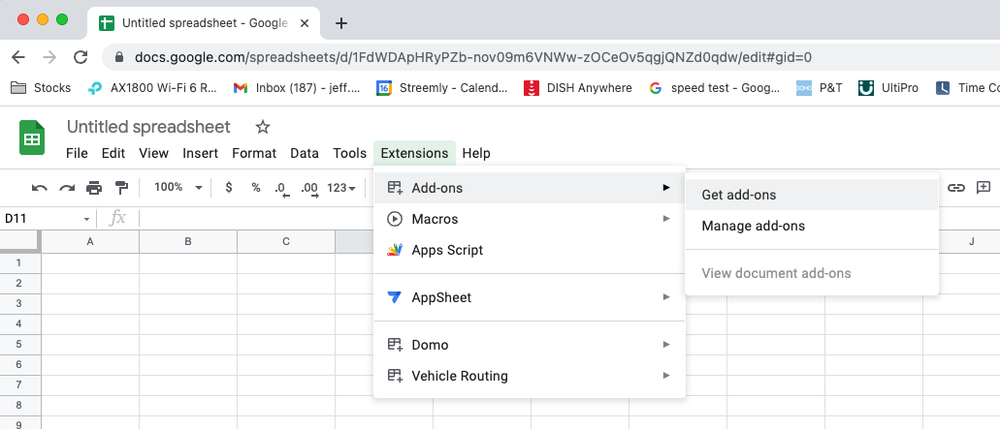 Untitled spreadsheet - Google
docs.google.com/spreadsheets/d/1FdWDApHRyPZb-nov09m6VNWw-zOCeOv5qgjQNZd0qdw/edit#gid=0
Stocks AX1800 Wi-Fi 6 R... Inbox (187) - jeff.... 16 Streemly - Calend... DISH Anywhere speed test - Goog... DOMO P&T UltiPro Time Co
Untitled spreadsheet
File Edit View Insert Format Data Tools Extensions Help
100% $ % .0 .00 123
Add-ons
Get add-ons
D11 fx
Macros
Manage add-ons
A B C J
Apps Script
1
View document add-ons
2
AppSheet
3
4
5
Domo
6
Vehicle Routing
7
8
9